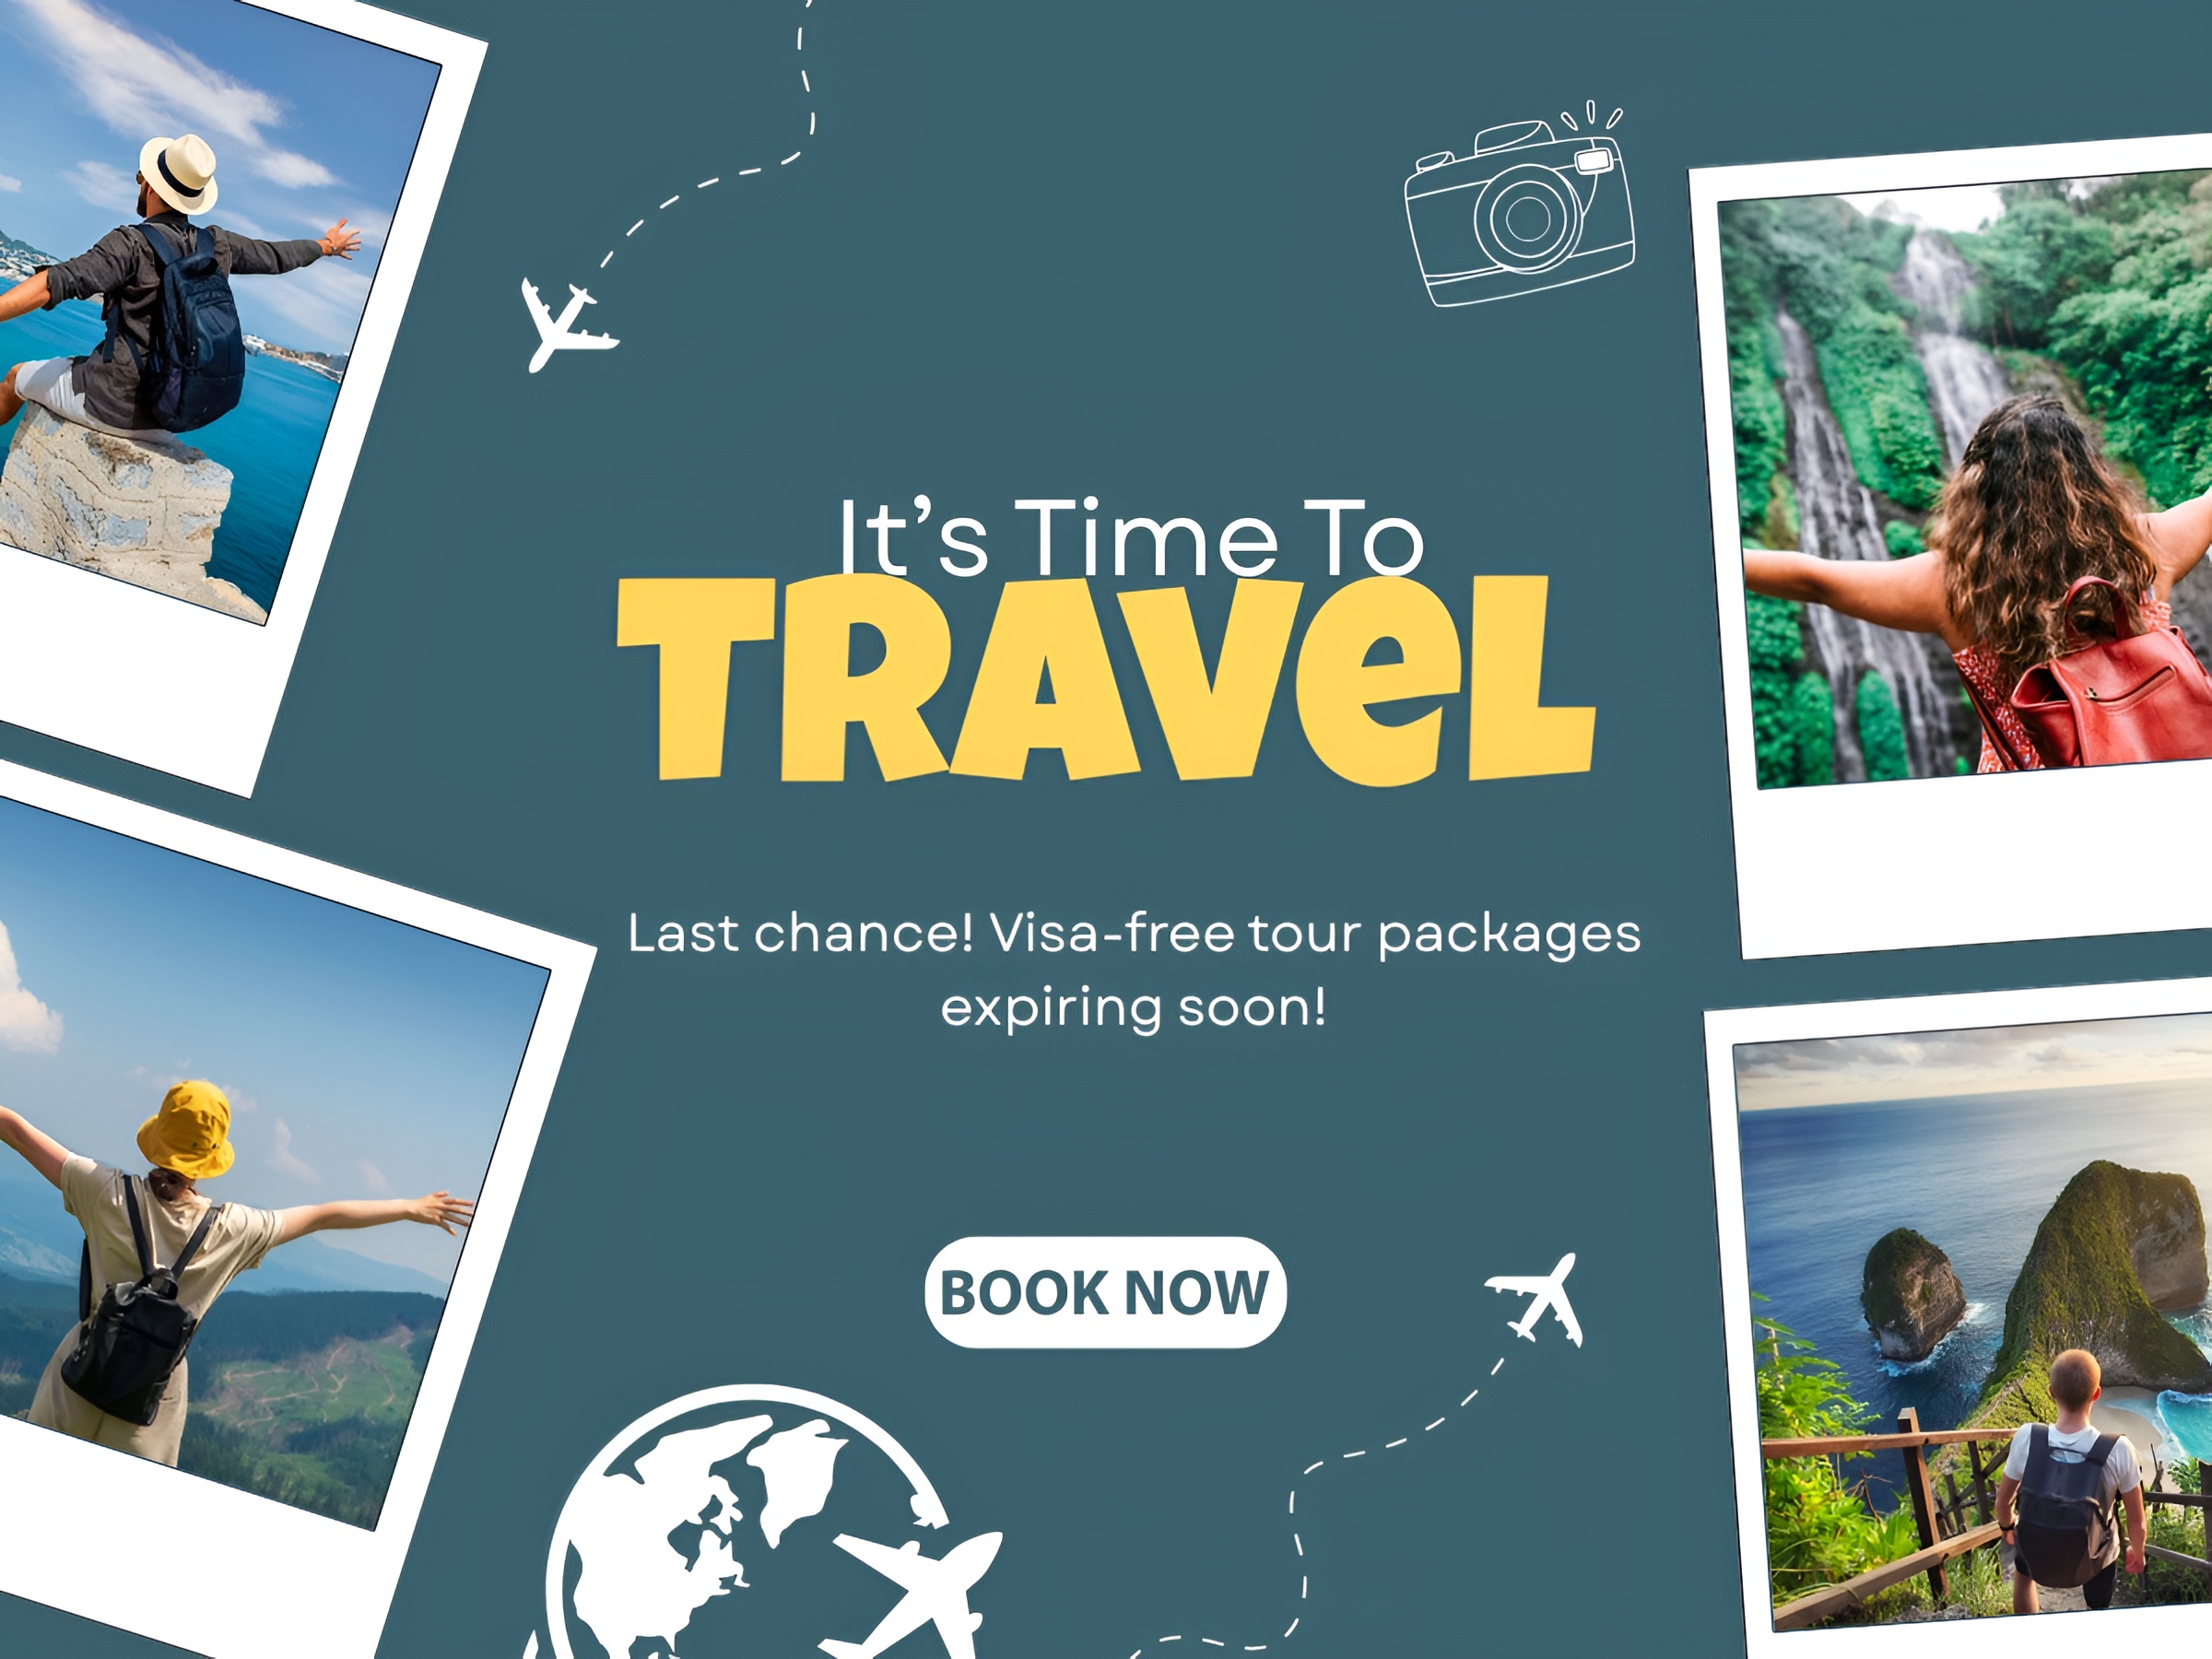 It's Time To
TRAVeL
Last chance! Visa-free tour packages
expiring soon!
BOOK NOW